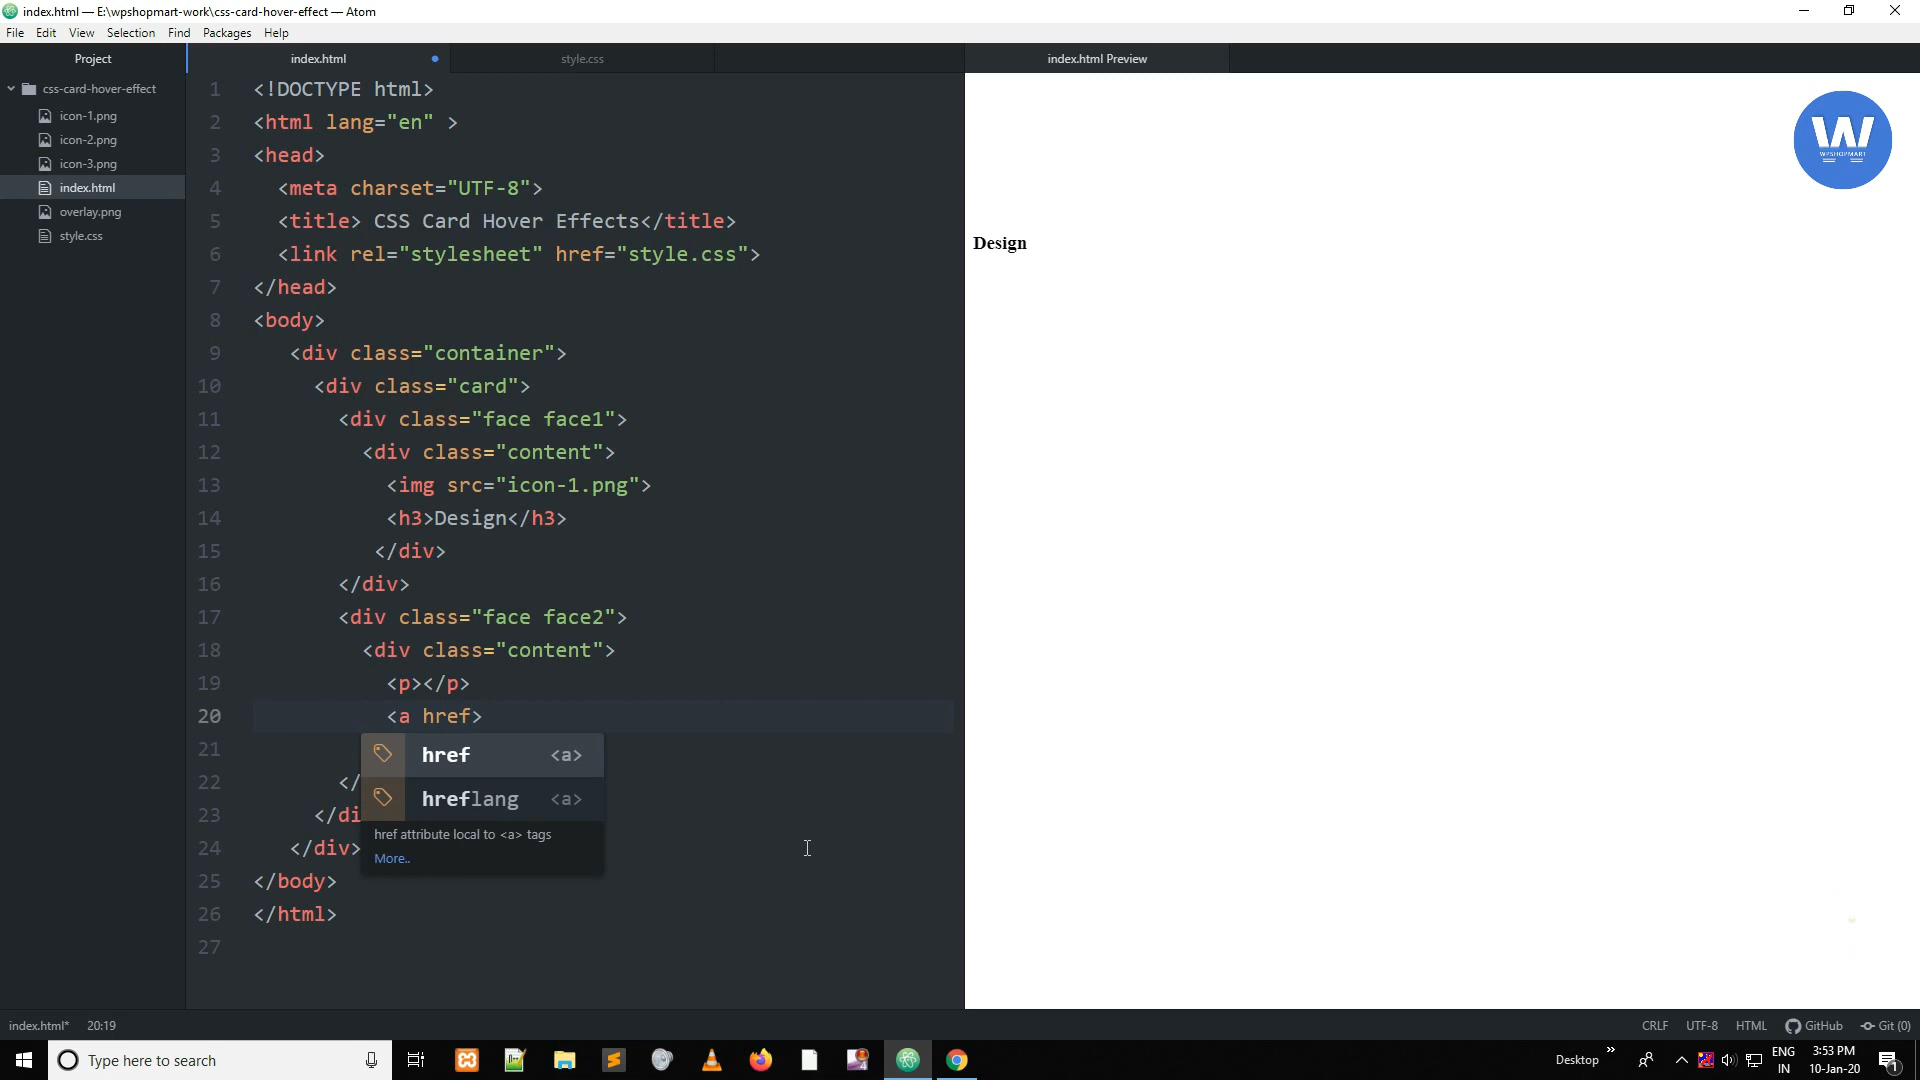 index.html — E:\wpshopmart-work\css-card-hover-effect — Atom
File Edit View Selection Find Packages Help
Project
index.html
style.css
index.html Preview
css-card-hover-effect
icon-1.png
icon-2.png
icon-3.png
index.html
overlay.png
style.css
1 <!DOCTYPE html>
2 <html lang="en" >
3 <head>
4 <meta charset="UTF-8">
5 <title> CSS Card Hover Effects</title>
6 <link rel="stylesheet" href="style.css">
7 </head>
8 <body>
9 <div class="container">
10 <div class="card">
11 <div class="face face1">
12 <div class="content">
13 <img src="icon-1.png">
14 <h3>Design</h3>
15 </div>
16 </div>
17 <div class="face face2">
18 <div class="content">
19 <p></p>
20 <a href>
21
22 </
23 </di
24 </div>
25 </body>
26 </html>
27
href <a>
hreflang <a>
href attribute local to <a> tags
More..
W
WPSHOPMART
Design
index.html* 20:19
CRLF UTF-8 HTML GitHub Git (0)
Type here to search
Desktop »
ENG
IN
3:53 PM
10-Jan-20
1